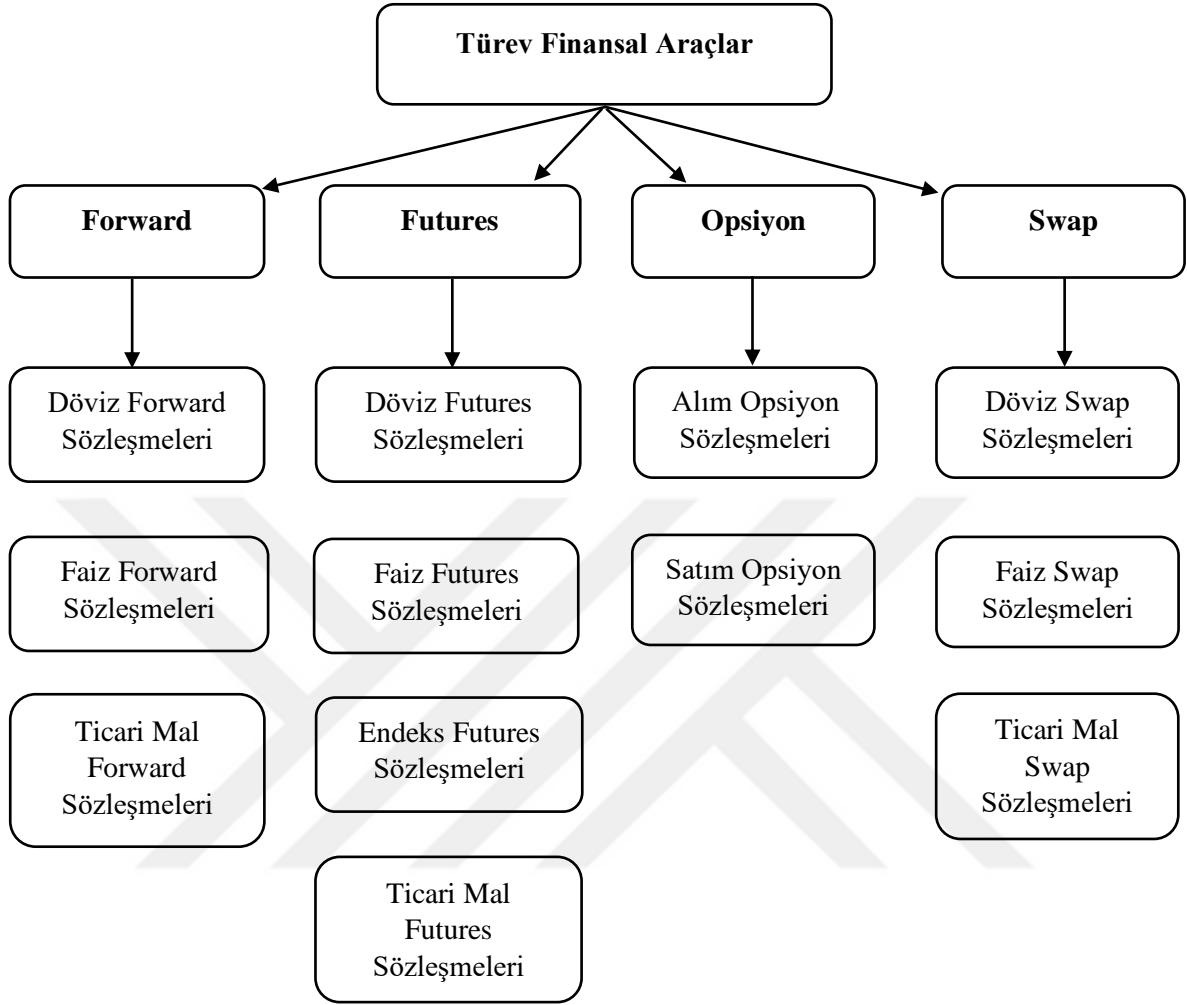 Türev Finansal Araçlar
Forward
Futures
Opsiyon
Swap
Döviz Forward
Sözleşmeleri
Döviz Futures
Sözleşmeleri
Alım Opsiyon
Sözleşmeleri
Döviz Swap
Sözleşmeleri
Faiz Forward
Sözleşmeleri
Faiz Futures
Sözleşmeleri
Satım Opsiyon
Sözleşmeleri
Faiz Swap
Sözleşmeleri
Ticari Mal
Forward
Sözleşmeleri
Endeks Futures
Sözleşmeleri
Ticari Mal
Swap
Sözleşmeleri
Ticari Mal
Futures
Sözleşmeleri